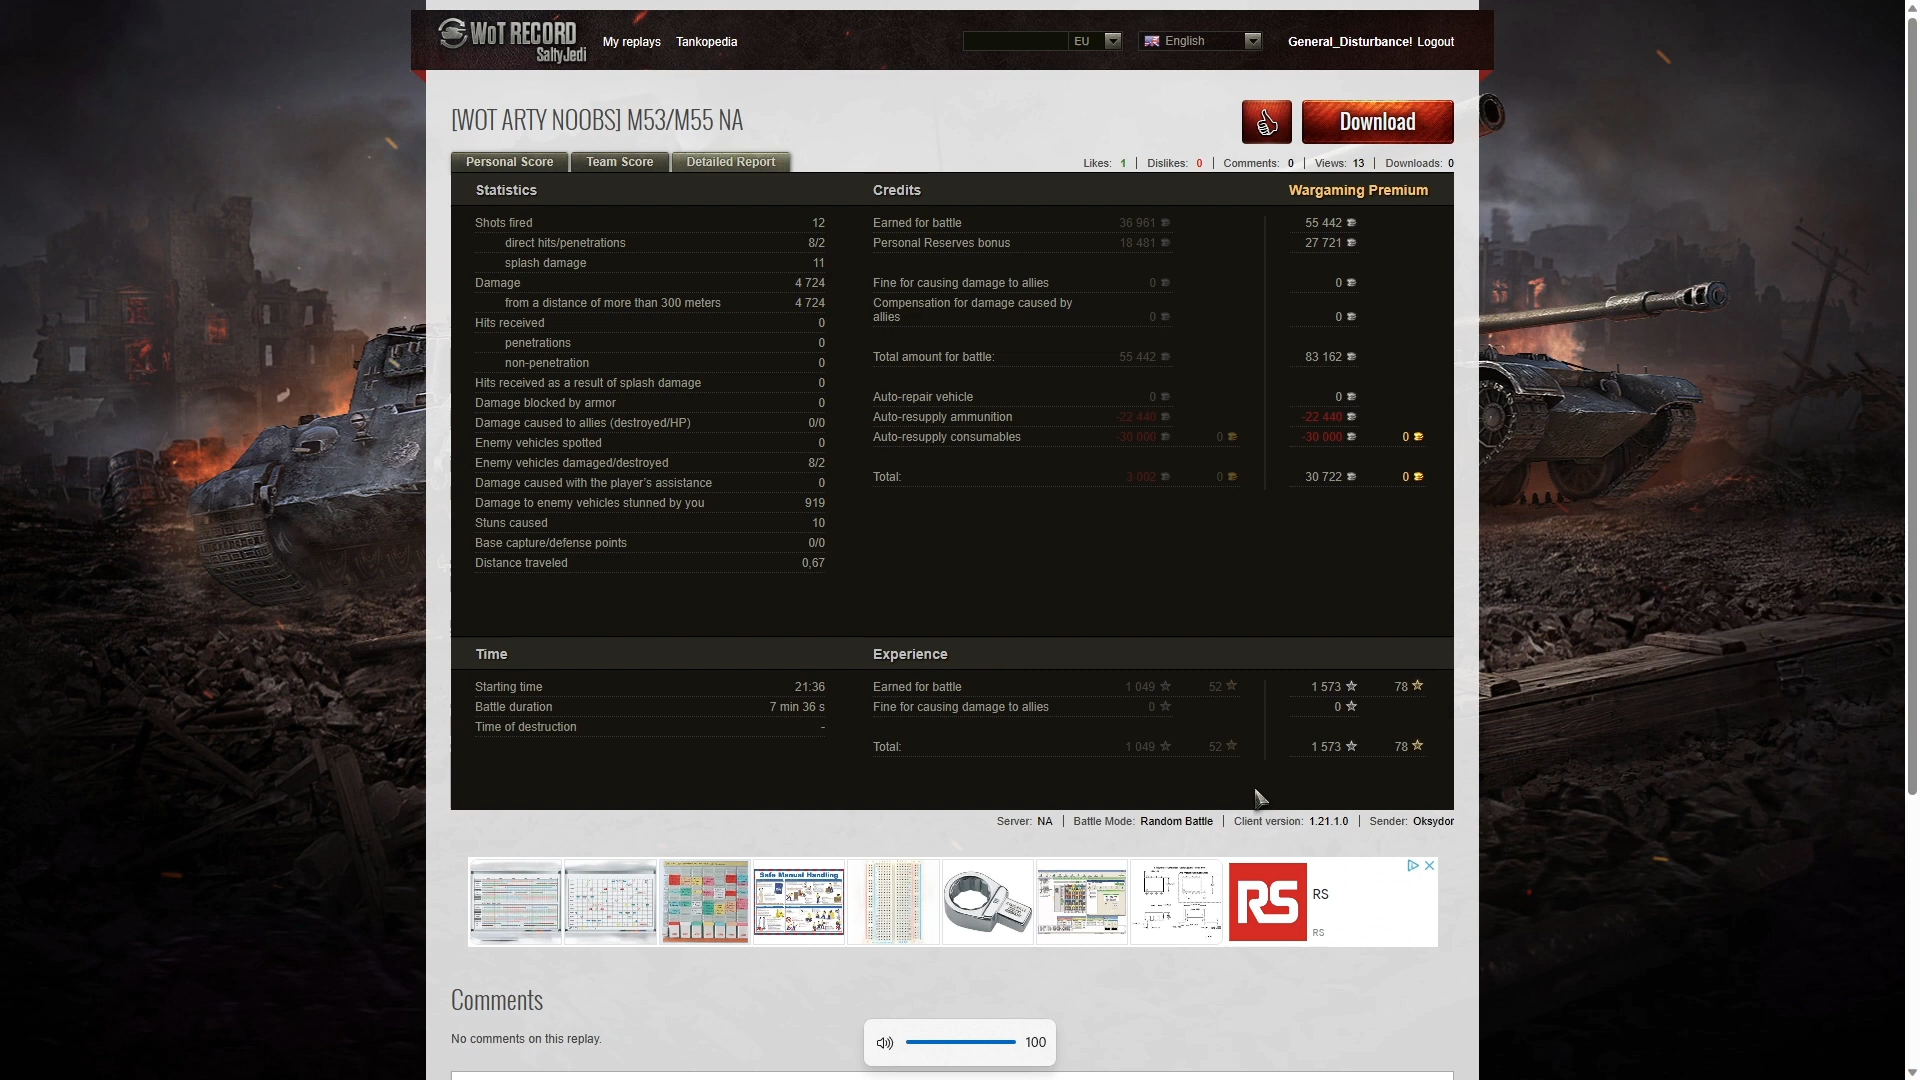 WoT RECORD
SaltyJedi
My replays Tankopedia
EU
English
General_Disturbance! Logout
[WOT ARTY NOOBS] M53/M55 NA
Download
Personal Score Team Score Detailed Report
Likes: 1 | Dislikes: 0 | Comments: 0 | Views: 13 | Downloads: 0
Statistics
Shots fired 12
direct hits/penetrations 8/2
splash damage 11
Damage 4 724
from a distance of more than 300 meters 4 724
Hits received 0
penetrations 0
non-penetration 0
Hits received as a result of splash damage 0
Damage blocked by armor 0
Damage caused to allies (destroyed/HP) 0/0
Enemy vehicles spotted 0
Enemy vehicles damaged/destroyed 8/2
Damage caused with the player's assistance 0
Damage to enemy vehicles stunned by you 919
Stuns caused 10
Base capture/defense points 0/0
Distance traveled 0,67
Credits Wargaming Premium
Earned for battle 36 961 55 442
Personal Reserves bonus 18 481 27 721
Fine for causing damage to allies 0 0
Compensation for damage caused by
allies 0 0
Total amount for battle: 55 442 83 162
Auto-repair vehicle 0 0
Auto-resupply ammunition -22 440 -22 440
Auto-resupply consumables -30 000 0 -30 000 0
Total: 3 002 0 30 722 0
Time
Starting time 21:36
Battle duration 7 min 36 s
Time of destruction -
Experience
Earned for battle 1 049 52 1 573 78
Fine for causing damage to allies 0 0
Total: 1 049 52 1 573 78
Server: NA | Battle Mode: Random Battle | Client version: 1.21.1.0 | Sender: Oksydor
Safe Manual Handling
RS
RS
RS
Comments
No comments on this replay.
100